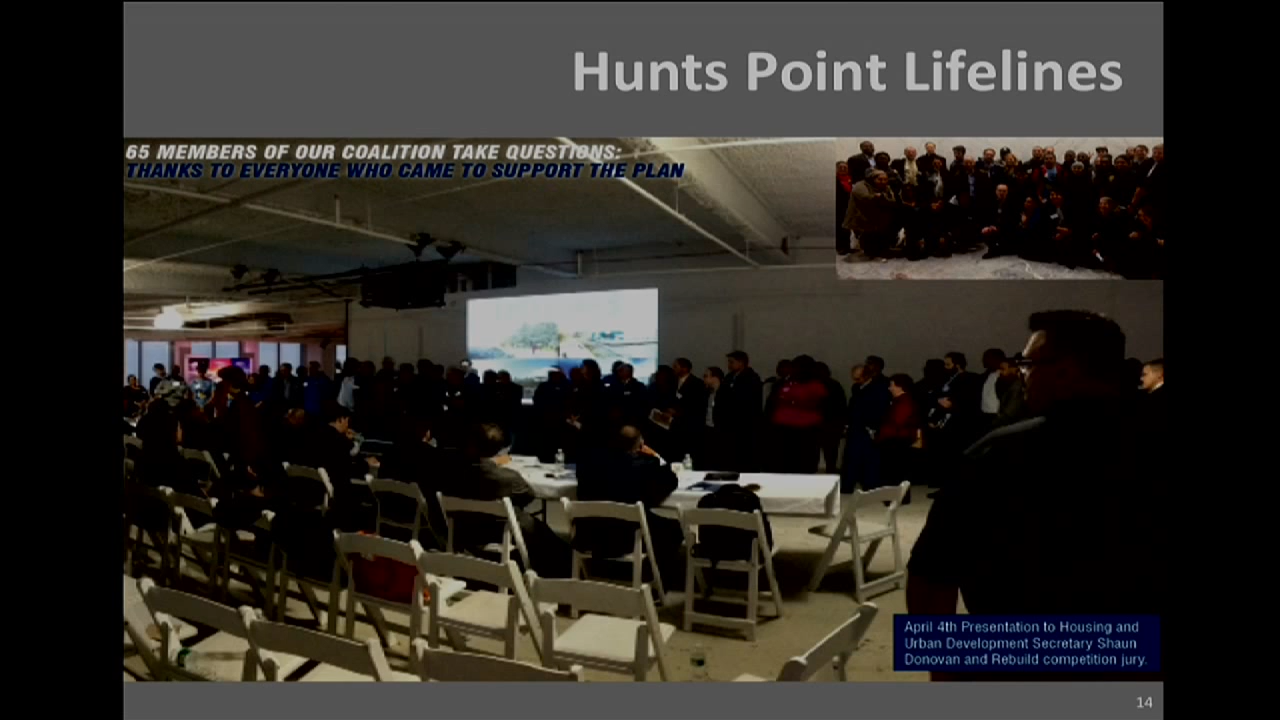 Hunts Point Lifelines
65 MEMBERS OF OUR COALITION TAKE QUESTIONS:
THANKS TO EVERYONE WHO CAME TO SUPPORT THE PLAN
April 4th Presentation to Housing and
Urban Development Secretary Shaun
Donovan and Rebuild competition jury.
14